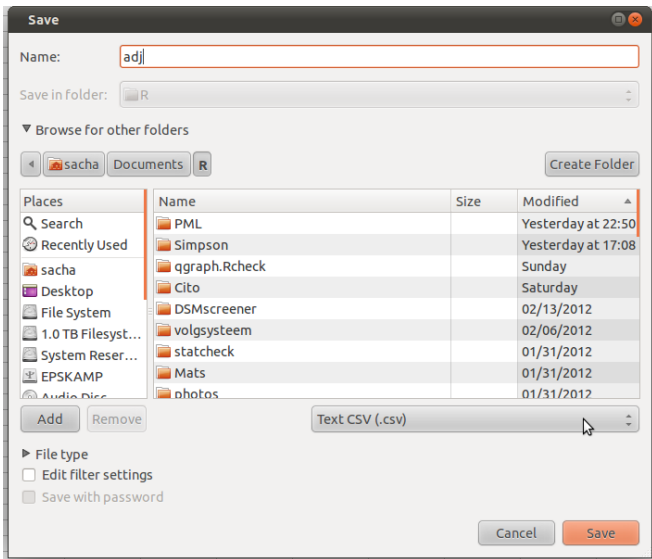 Save
Name: adj
Save in folder: R
Browse for other folders
sacha Documents R Create Folder
Places Name Size Modified
Search PML Yesterday at 22:50
Recently Used Simpson Yesterday at 17:08
sacha qgraph.Rcheck Sunday
Desktop Cito Saturday
File System DSMscreener 02/13/2012
1.0 TB Filesyst... volgsysteem 02/06/2012
System Reser... statcheck 01/31/2012
EPSKAMP Mats 01/31/2012
Audio Disc photos 01/31/2012
Add Remove Text CSV (.csv)
File type
Edit filter settings
Save with password
Cancel Save